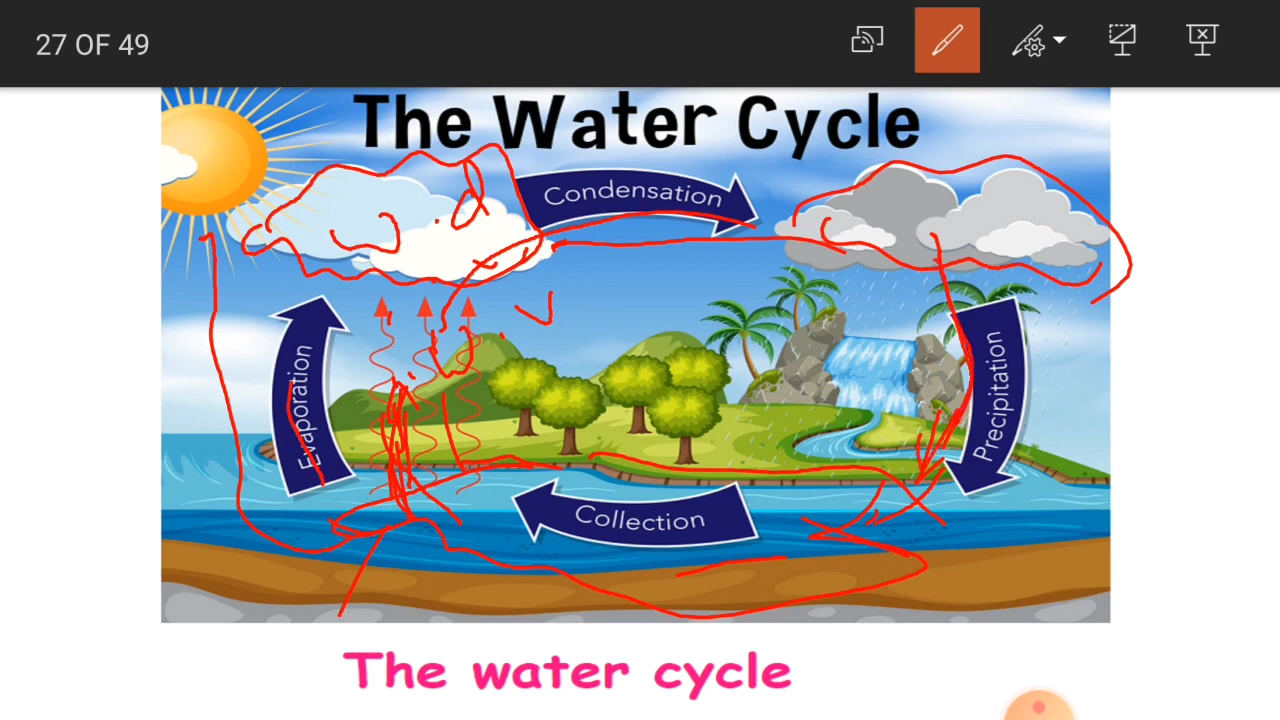 27 OF 49
The Water Cycle
Condensation
Evaporation
Precipitation
Collection
The water cycle